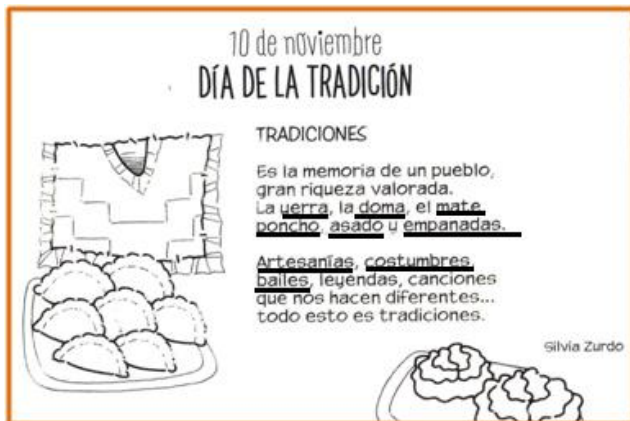 10 de noviembre
DÍA DE LA TRADICIÓN
TRADICIONES
Es la memoria de un pueblo,
gran riqueza valorada.
La yerra, la doma, el mate,
poncho, asado y empanadas.
Artesanías, costumbres,
bailes, leyendas, canciones
que nos hacen diferentes...
todo esto es tradiciones.
Silvia Zurdo